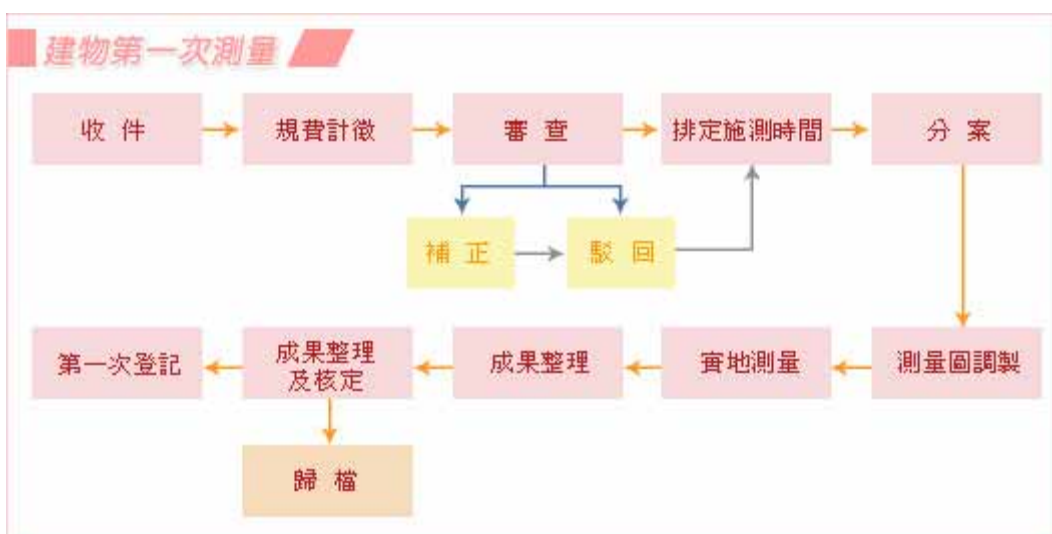 建物第一次測量
收件
規費計徵
審查
排定施測時間
分案
補正
駁回
第一次登記
成果整理
及核定
成果整理
實地測量
測量圖調製
歸檔